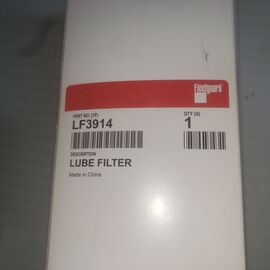 Fleetguard
PART NO. (1P) QTY (Q)
LF3914 1
DESCRIPTION
LUBE FILTER
Made in China